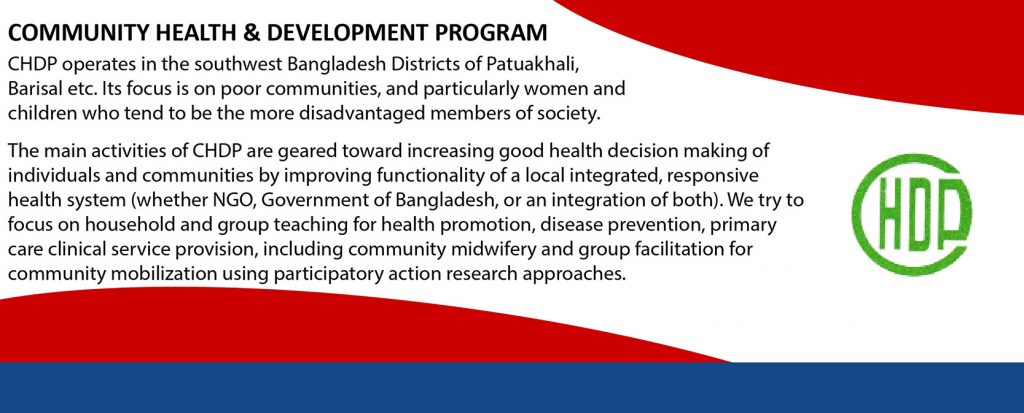 COMMUNITY HEALTH & DEVELOPMENT PROGRAM
CHDP operates in the southwest Bangladesh Districts of Patuakhali,
Barisal etc. Its focus is on poor communities, and particularly women and
children who tend to be the more disadvantaged members of society.
The main activities of CHDP are geared toward increasing good health decision making of
individuals and communities by improving functionality of a local integrated, responsive
health system (whether NGO, Government of Bangladesh, or an integration of both). We try to
focus on household and group teaching for health promotion, disease prevention, primary
care clinical service provision, including community midwifery and group facilitation for
community mobilization using participatory action research approaches.
CHDP